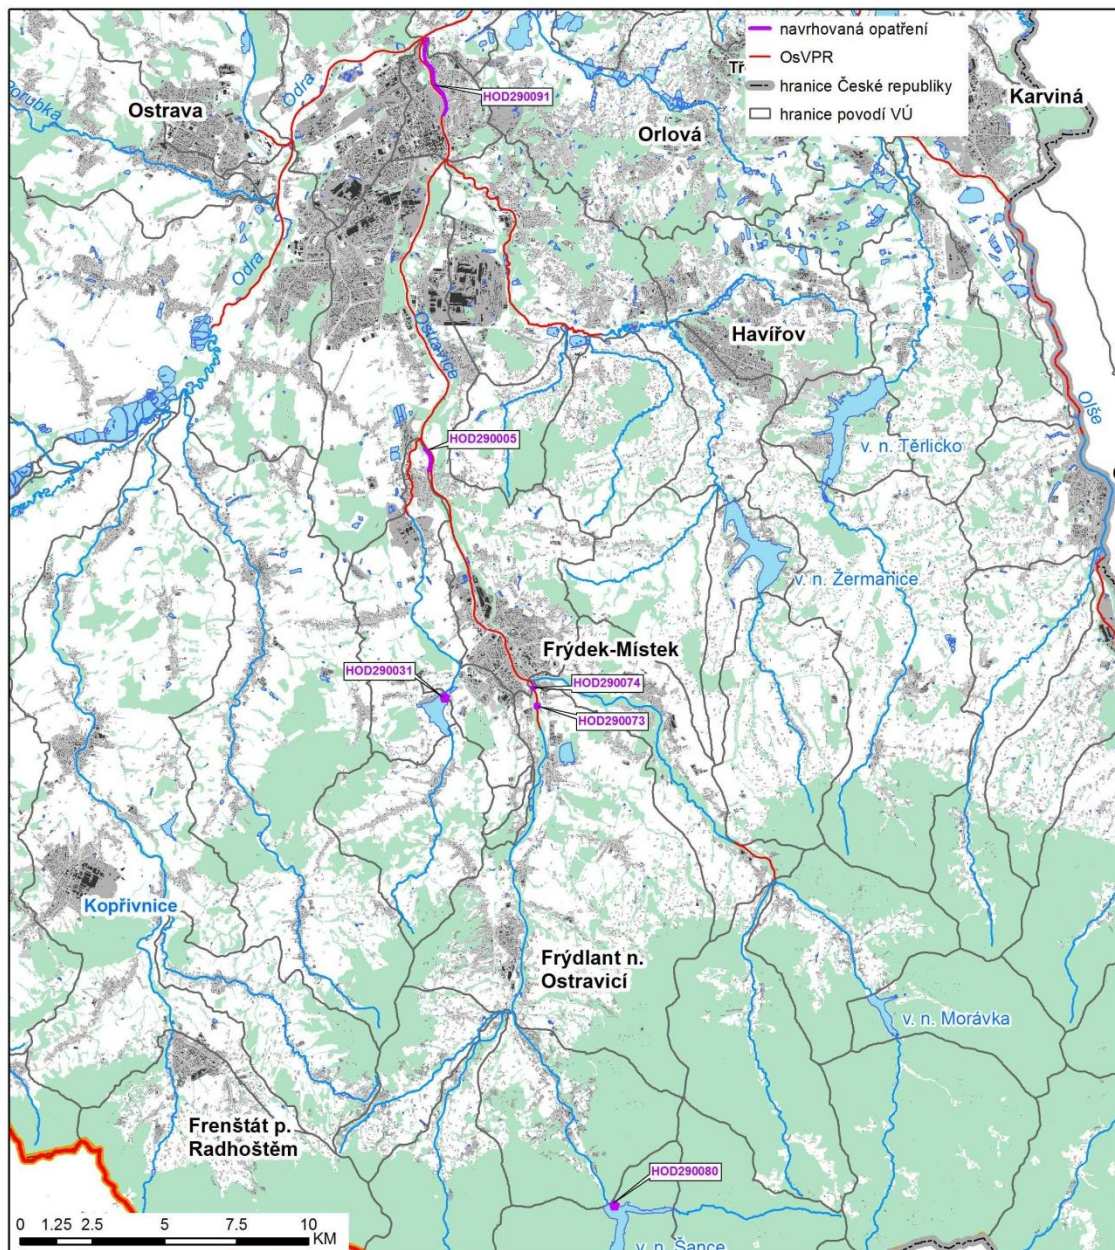 navrhovaná opatření
OsVPR
hranice České republiky
hranice povodí VÚ
HOD290091
Odra
Ostrava
Karviná
Orlová
Odra
Havířov
Olše
HOD290005
v. n. Těrlicko
v. n. Žermanice
Frýdek-Místek
HOD290031
HOD290074
HOD290073
Kopřivnice
Frýdlant n.
Ostravicí
v. n. Morávka
Frenštát p.
Radhoštěm
HOD290080
0 1.25 2.5 5 7.5 10
KM
v. n. Šance